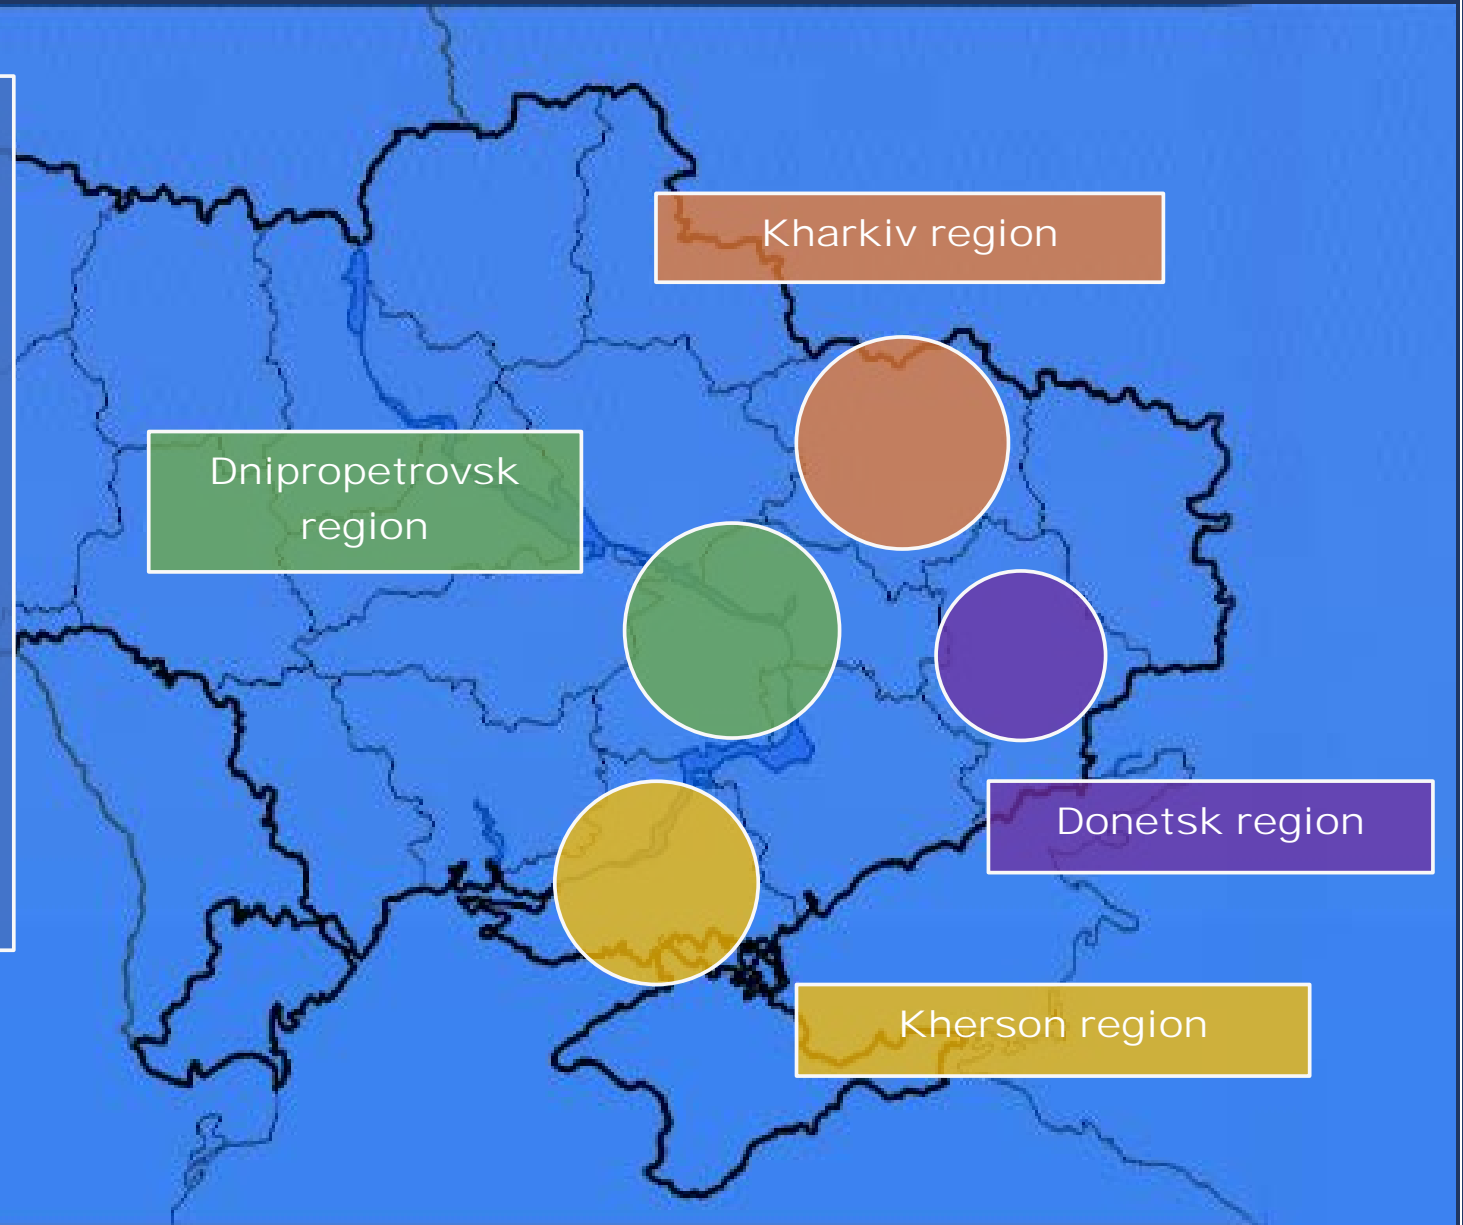 Kharkiv region
Dnipropetrovsk
region
Donetsk region
Kherson region